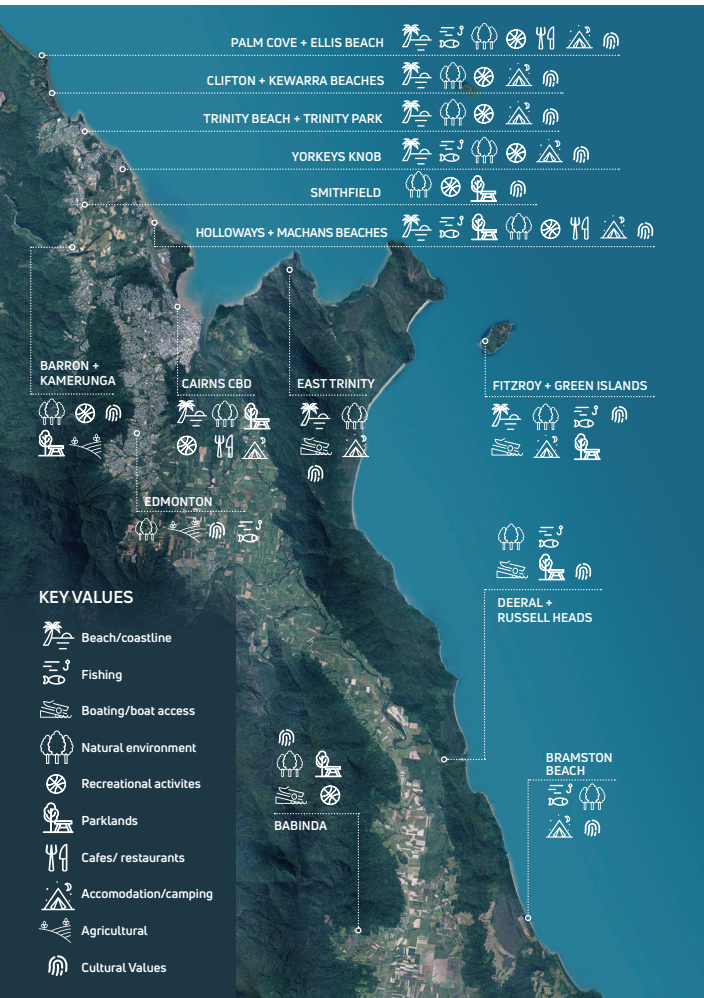 PALM COVE + ELLIS BEACH
CLIFTON + KEWARRA BEACHES
TRINITY BEACH + TRINITY PARK
YORKEYS KNOB
SMITHFIELD
HOLLOWAYS + MACHANS BEACHES
BARRON +
KAMERUNGA
CAIRNS CBD
EAST TRINITY
FITZROY + GREEN ISLANDS
EDMONTON
DEERAL +
RUSSELL HEADS
BRAMSTON
BEACH
BABINDA
KEY VALUES
Beach/coastline
Fishing
Boating/boat access
Natural environment
Recreational activites
Parklands
Cafes/ restaurants
Accomodation/camping
Agricultural
Cultural Values